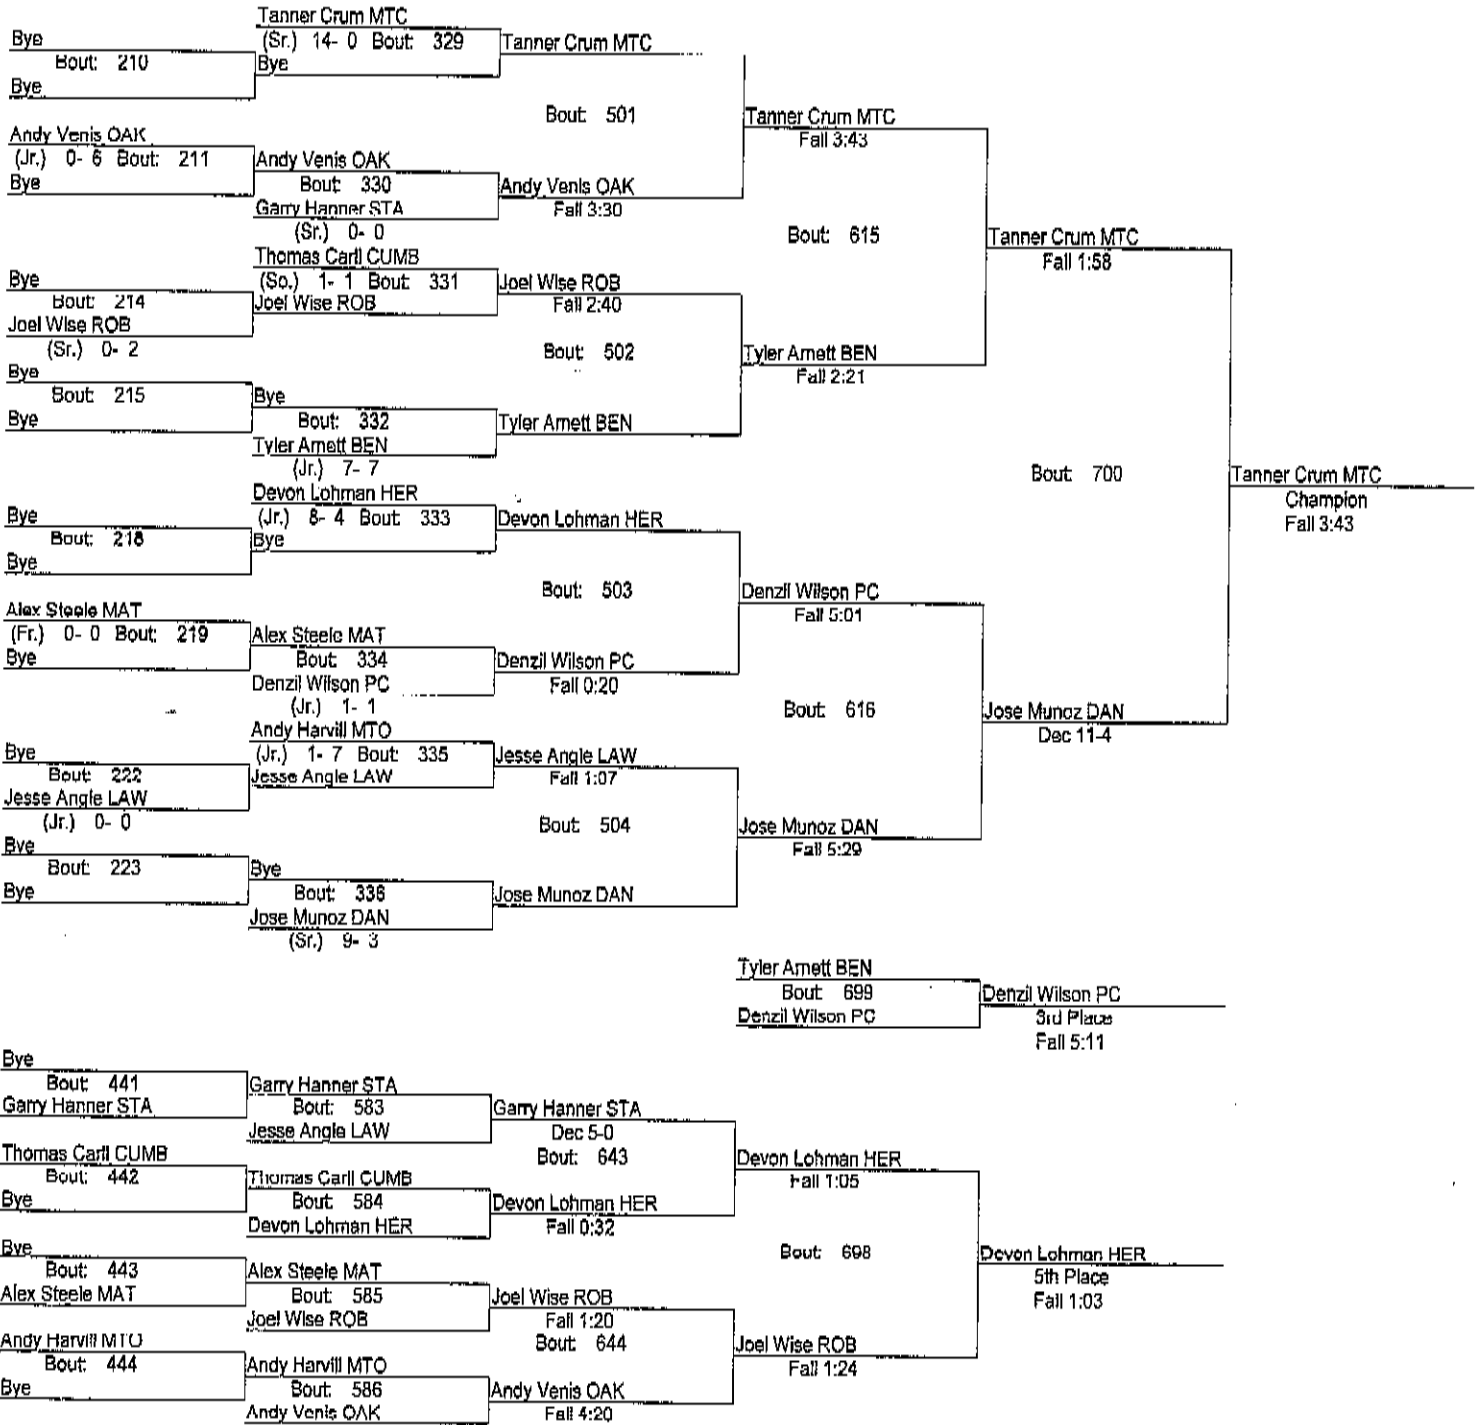 Tanner Crum MTC
(Sr.) 14- 0 Bout: 329
Bye
Bye
Bout: 210
Bye
Tanner Crum MTC
Bout: 501
Andy Venis OAK
(Jr.) 0- 6 Bout: 211
Bye
Andy Venis OAK
Bout: 330
Garry Hanner STA
(Sr.) 0- 0
Andy Venis OAK
Fall 3:30
Tanner Crum MTC
Fall 3:43
Bout: 615
Thomas Carll CUMB
(So.) 1- 1 Bout: 331
Joel Wise ROB
Bye
Bout: 214
Joel Wise ROB
(Sr.) 0- 2
Joel Wise ROB
Fall 2:40
Bout: 502
Bye
Bout: 215
Bye
Bye
Bout: 332
Tyler Arnett BEN
(Jr.) 7- 7
Tyler Arnett BEN
Tyler Arnett BEN
Fall 2:21
Tanner Crum MTC
Fall 1:58
Bout: 700
Tanner Crum MTC
Champion
Fall 3:43
Devon Lohman HER
(Jr.) 8- 4 Bout: 333
Bye
Bye
Bout: 218
Bye
Devon Lohman HER
Bout: 503
Alex Steele MAT
(Fr.) 0- 0 Bout: 219
Bye
Alex Steele MAT
Bout: 334
Denzil Wilson PC
(Jr.) 1- 1
Denzil Wilson PC
Fall 0:20
Denzil Wilson PC
Fall 5:01
Bout: 616
Andy Harvill MTO
(Jr.) 1- 7 Bout: 335
Jesse Angle LAW
Bye
Bout: 222
Jesse Angle LAW
(Jr.) 0- 0
Jesse Angle LAW
Fall 1:07
Bout: 504
Bye
Bout: 223
Bye
Bye
Bout: 336
Jose Munoz DAN
(Sr.) 9- 3
Jose Munoz DAN
Jose Munoz DAN
Fall 5:29
Jose Munoz DAN
Dec 11-4
Tyler Arnett BEN
Bout: 699
Denzil Wilson PC
Denzil Wilson PC
3rd Place
Fall 5:11
Bye
Bout: 441
Garry Hanner STA
Garry Hanner STA
Bout: 583
Jesse Angle LAW
Garry Hanner STA
Dec 5-0
Bout: 643
Thomas Carll CUMB
Bout: 442
Bye
Thomas Carll CUMB
Bout: 584
Devon Lohman HER
Devon Lohman HER
Fall 0:32
Devon Lohman HER
Fall 1:05
Bout: 698
Bye
Bout: 443
Alex Steele MAT
Alex Steele MAT
Bout: 585
Joel Wise ROB
Joel Wise ROB
Fall 1:20
Bout: 644
Andy Harvill MTO
Bout: 444
Bye
Andy Harvill MTO
Bout: 586
Andy Venis OAK
Andy Venis OAK
Fall 4:20
Joel Wise ROB
Fall 1:24
Devon Lohman HER
5th Place
Fall 1:03